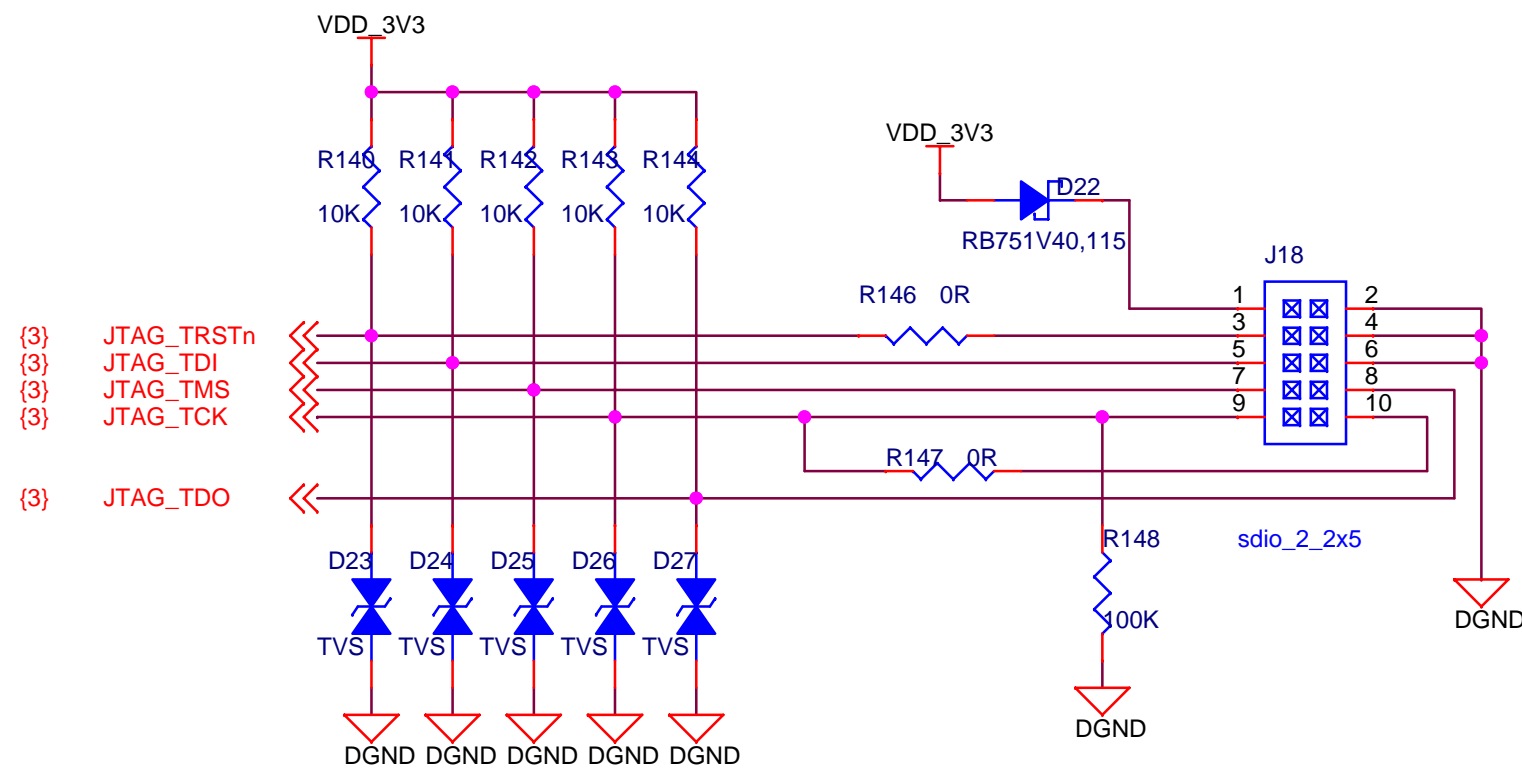 VDD_3V3
VDD_3V3
R140 R141 R142 R143 R144
D22
10K 10K 10K 10K 10K
RB751V40,115
J18
R146 0R
1 2
{3} JTAG_TRSTn 3 4
{3} JTAG_TDI 5 6
{3} JTAG_TMS 7 8
{3} JTAG_TCK 9 10
R147 0R
{3} JTAG_TDO
R148 sdio_2_2x5
D23 D24 D25 D26 D27
100K DGND
TVS TVS TVS TVS TVS
DGND
DGND DGND DGND DGND DGND